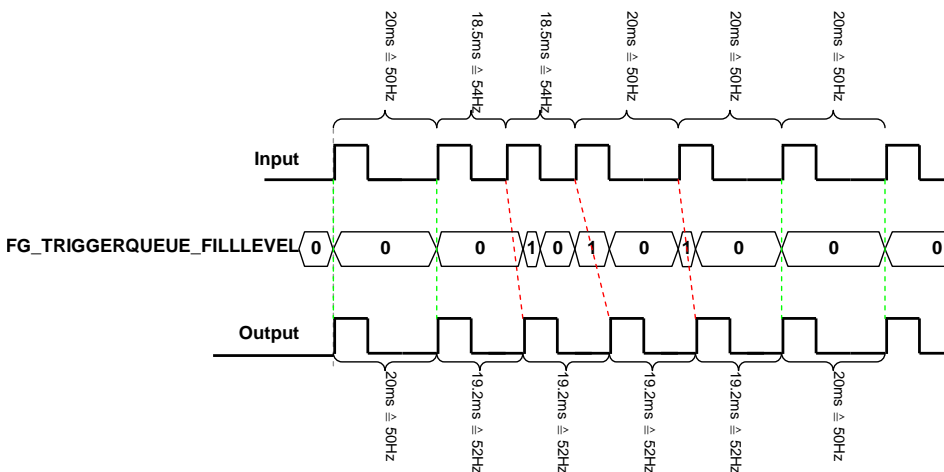 20ms ≙ 50Hz
18.5ms ≙ 54Hz
18.5ms ≙ 54Hz
20ms ≙ 50Hz
20ms ≙ 50Hz
20ms ≙ 50Hz
Input
FG_TRIGGERQUEUE_FILLLEVEL 0 0 0 1 0 1 0 1 0 0 0
Output
20ms ≙ 50Hz
19.2ms ≙ 52Hz
19.2ms ≙ 52Hz
19.2ms ≙ 52Hz
19.2ms ≙ 52Hz
20ms ≙ 50Hz